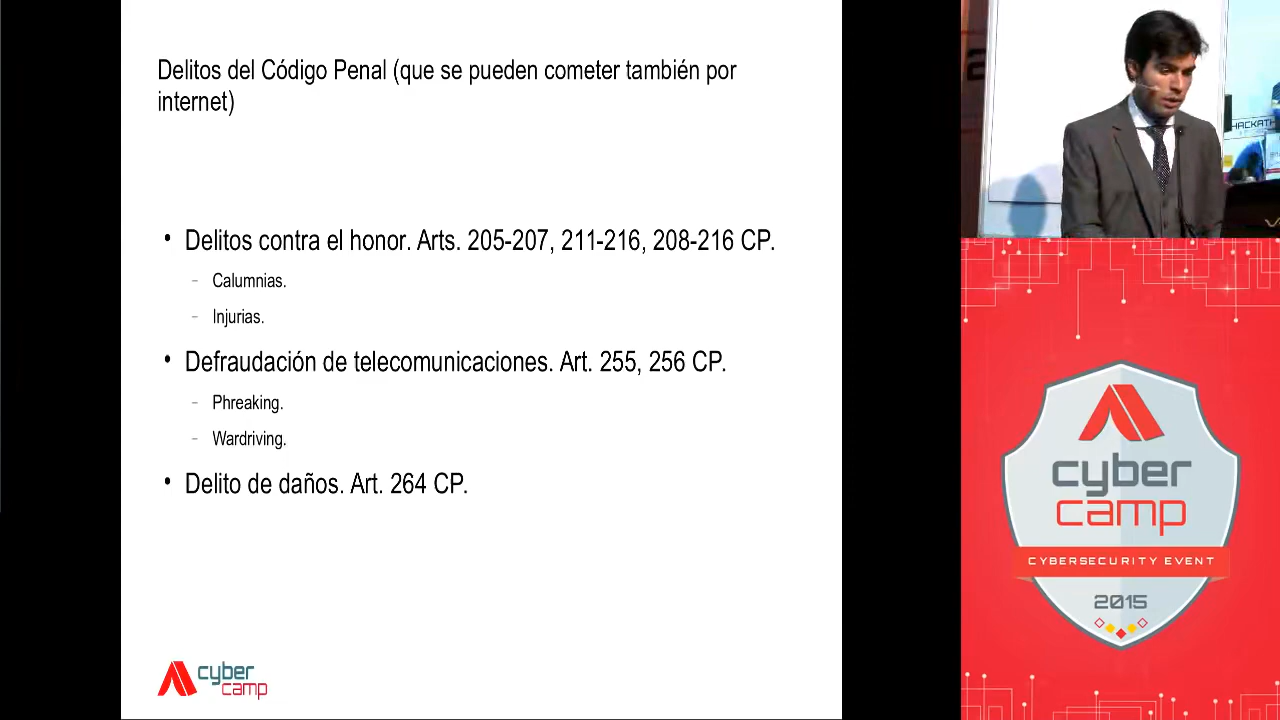 Delitos del Código Penal (que se pueden cometer también por
internet)
• Delitos contra el honor. Arts. 205-207, 211-216, 208-216 CP.
- Calumnias.
- Injurias.
• Defraudación de telecomunicaciones. Art. 255, 256 CP.
- Phreaking.
- Wardriving.
• Delito de daños. Art. 264 CP.
cyber
camp
HACKATH
cyber
camp
CYBERSECURITY EVENT
2015